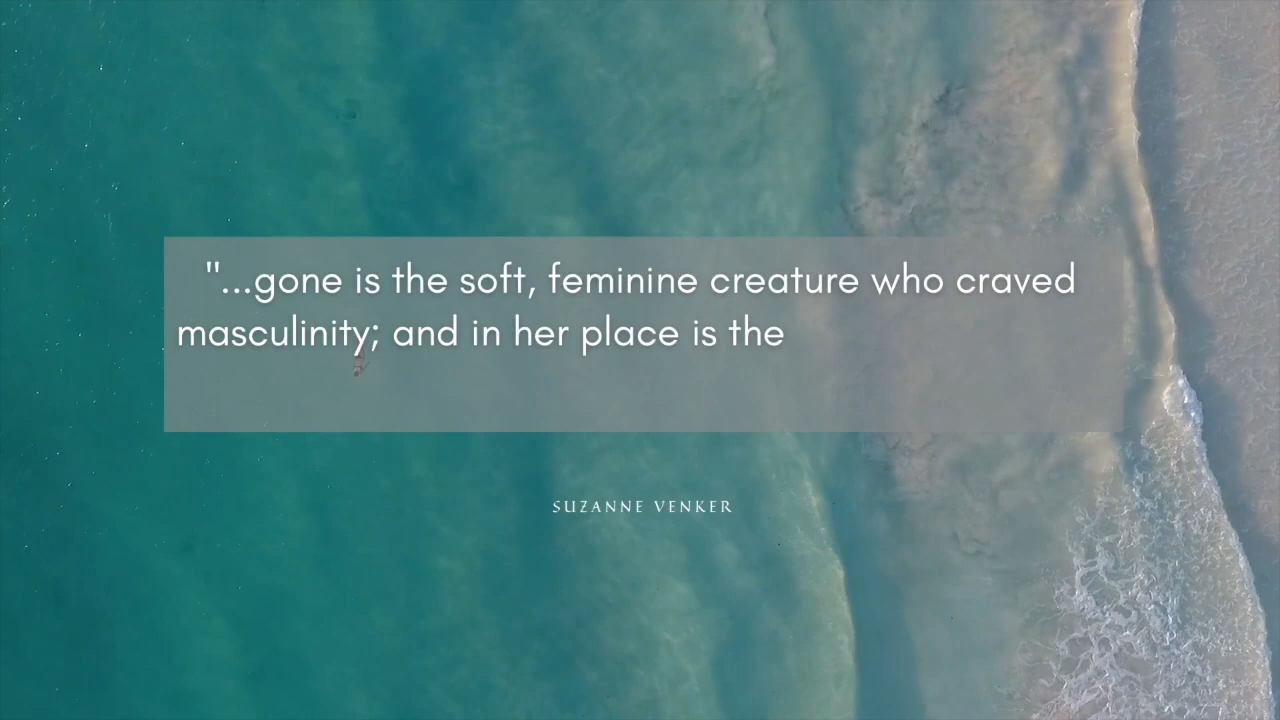 "...gone is the soft, feminine creature who craved
masculinity; and in her place is the
SUZANNE VENKER